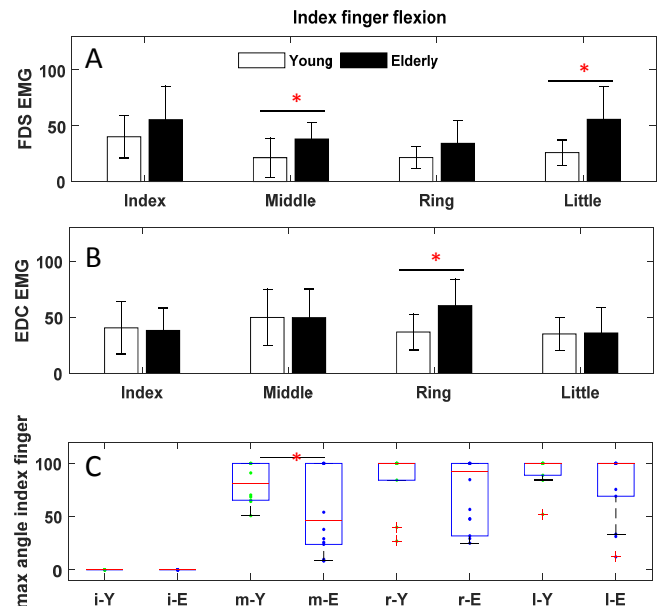 Index finger flexion
A
Young Elderly
*
*
FDS EMG
100
50
0
Index Middle Ring Little
B
*
EDC EMG
100
50
0
Index Middle Ring Little
C
*
max angle index finger
100
50
0
i-Y i-E m-Y m-E r-Y r-E l-Y l-E